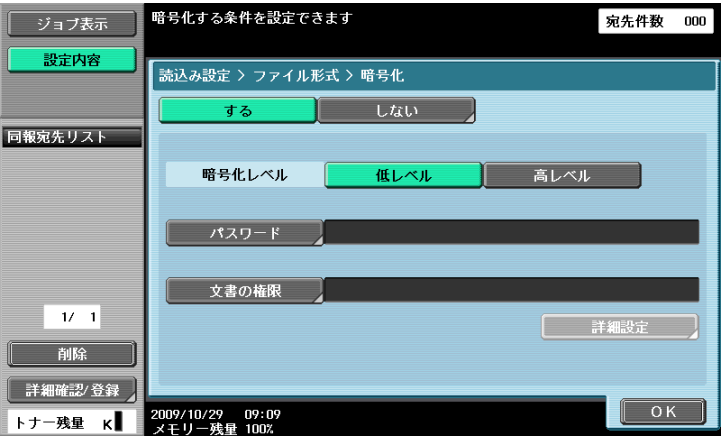 ジョブ表示
設定内容
同報宛先リスト
1/ 1
削除
詳細確認/登録
トナー残量 K
暗号化する条件を設定できます
宛先件数 000
読込み設定 > ファイル形式 > 暗号化
する しない
暗号化レベル 低レベル 高レベル
パスワード
文書の権限
詳細設定
OK
2009/10/29 09:09
メモリー残量 100%